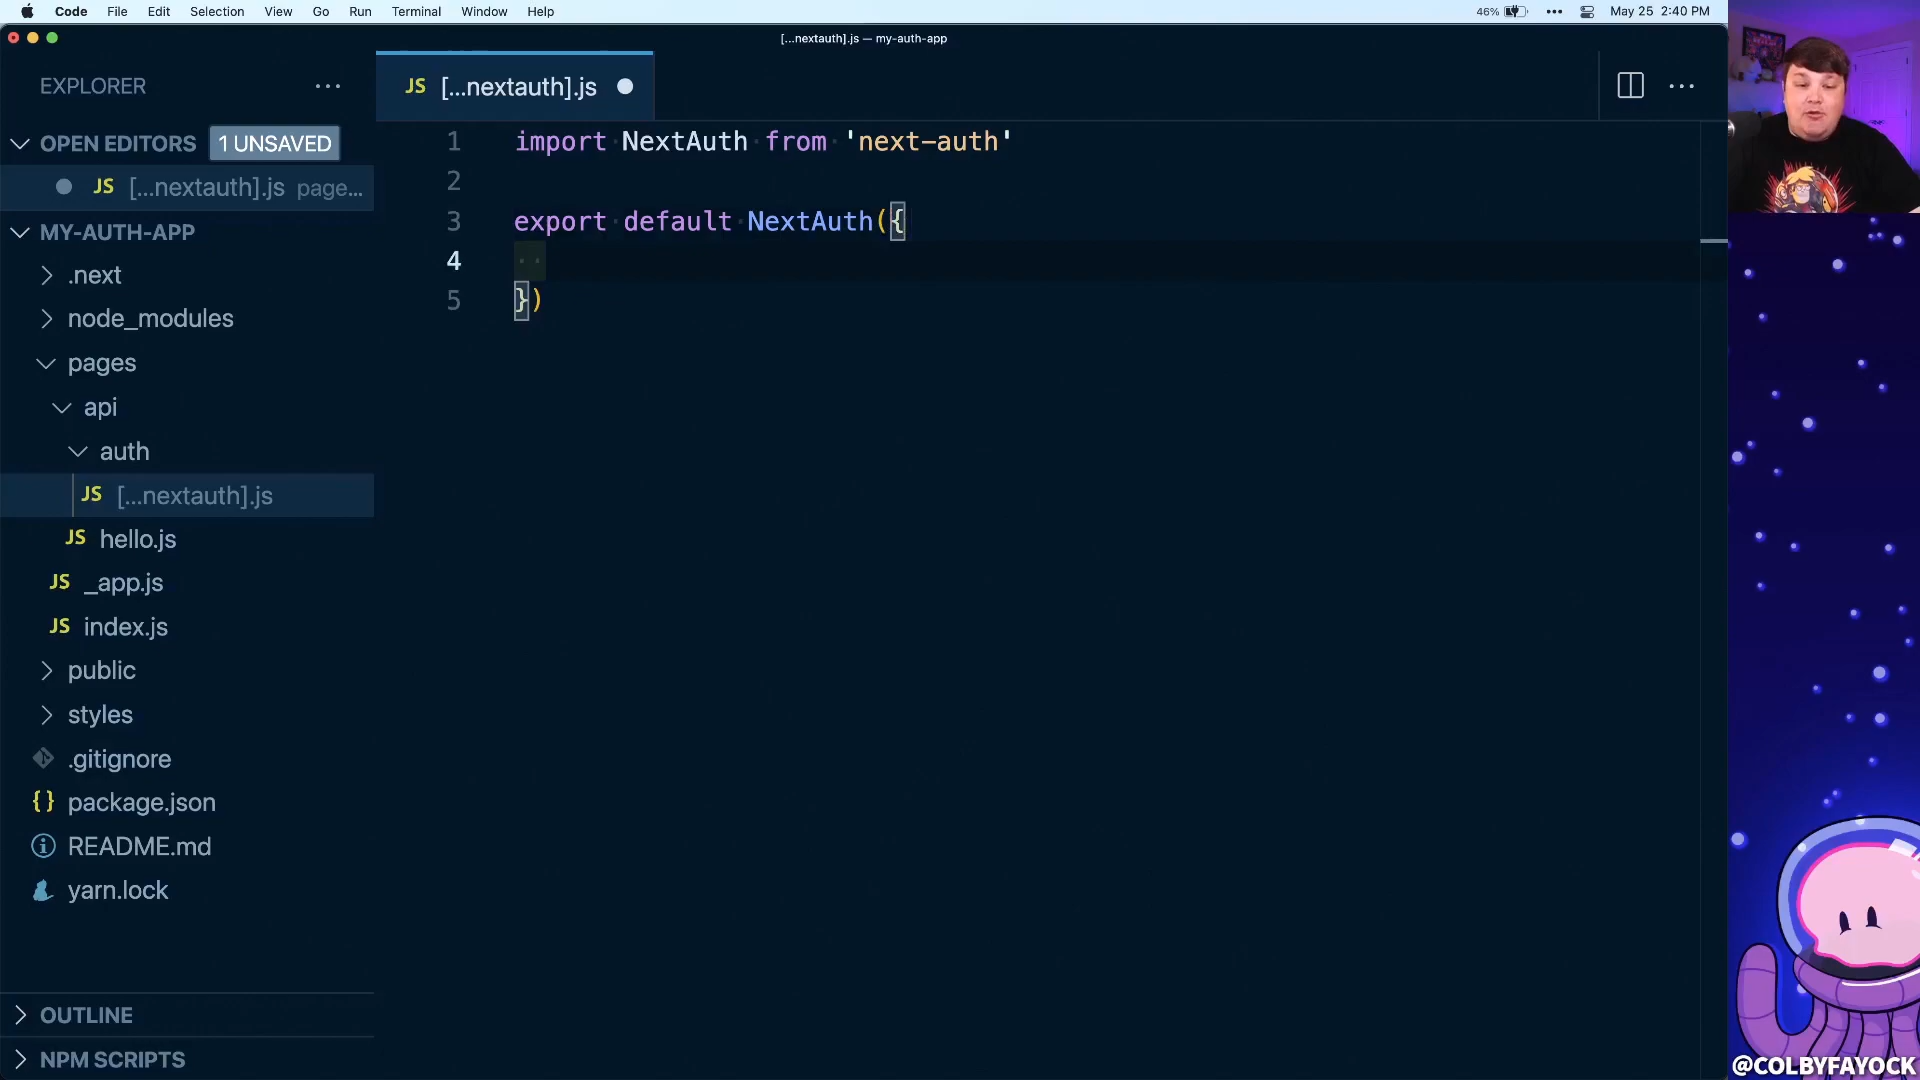 Code File Edit Selection View Go Run Terminal Window Help 46% May 25 2:40 PM
[...nextauth].js — my-auth-app
EXPLORER
JS [...nextauth].js
OPEN EDITORS 1 UNSAVED
JS [...nextauth].js page...
MY-AUTH-APP
.next
node_modules
pages
api
auth
JS [...nextauth].js
JS hello.js
JS _app.js
JS index.js
public
styles
.gitignore
{} package.json
README.md
yarn.lock
OUTLINE
NPM SCRIPTS
1 import NextAuth from 'next-auth'
2
3 export default NextAuth({
4
5 })
@COLBYFAYOCK